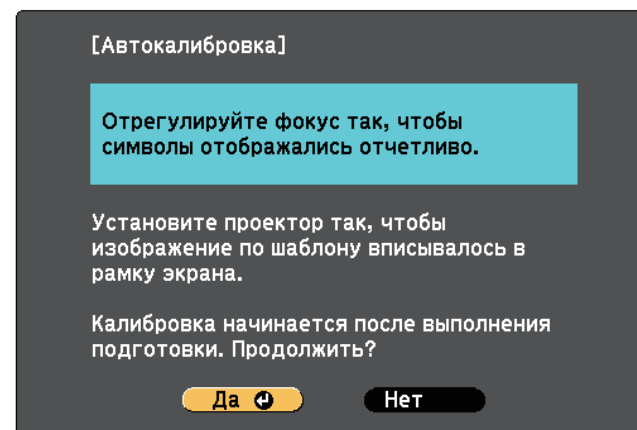 [Автокалибровка]
Отрегулируйте фокус так, чтобы
символы отображались отчетливо.
Установите проектор так, чтобы
изображение по шаблону вписывалось в
рамку экрана.
Калибровка начинается после выполнения
подготовки. Продолжить?
Да Нет